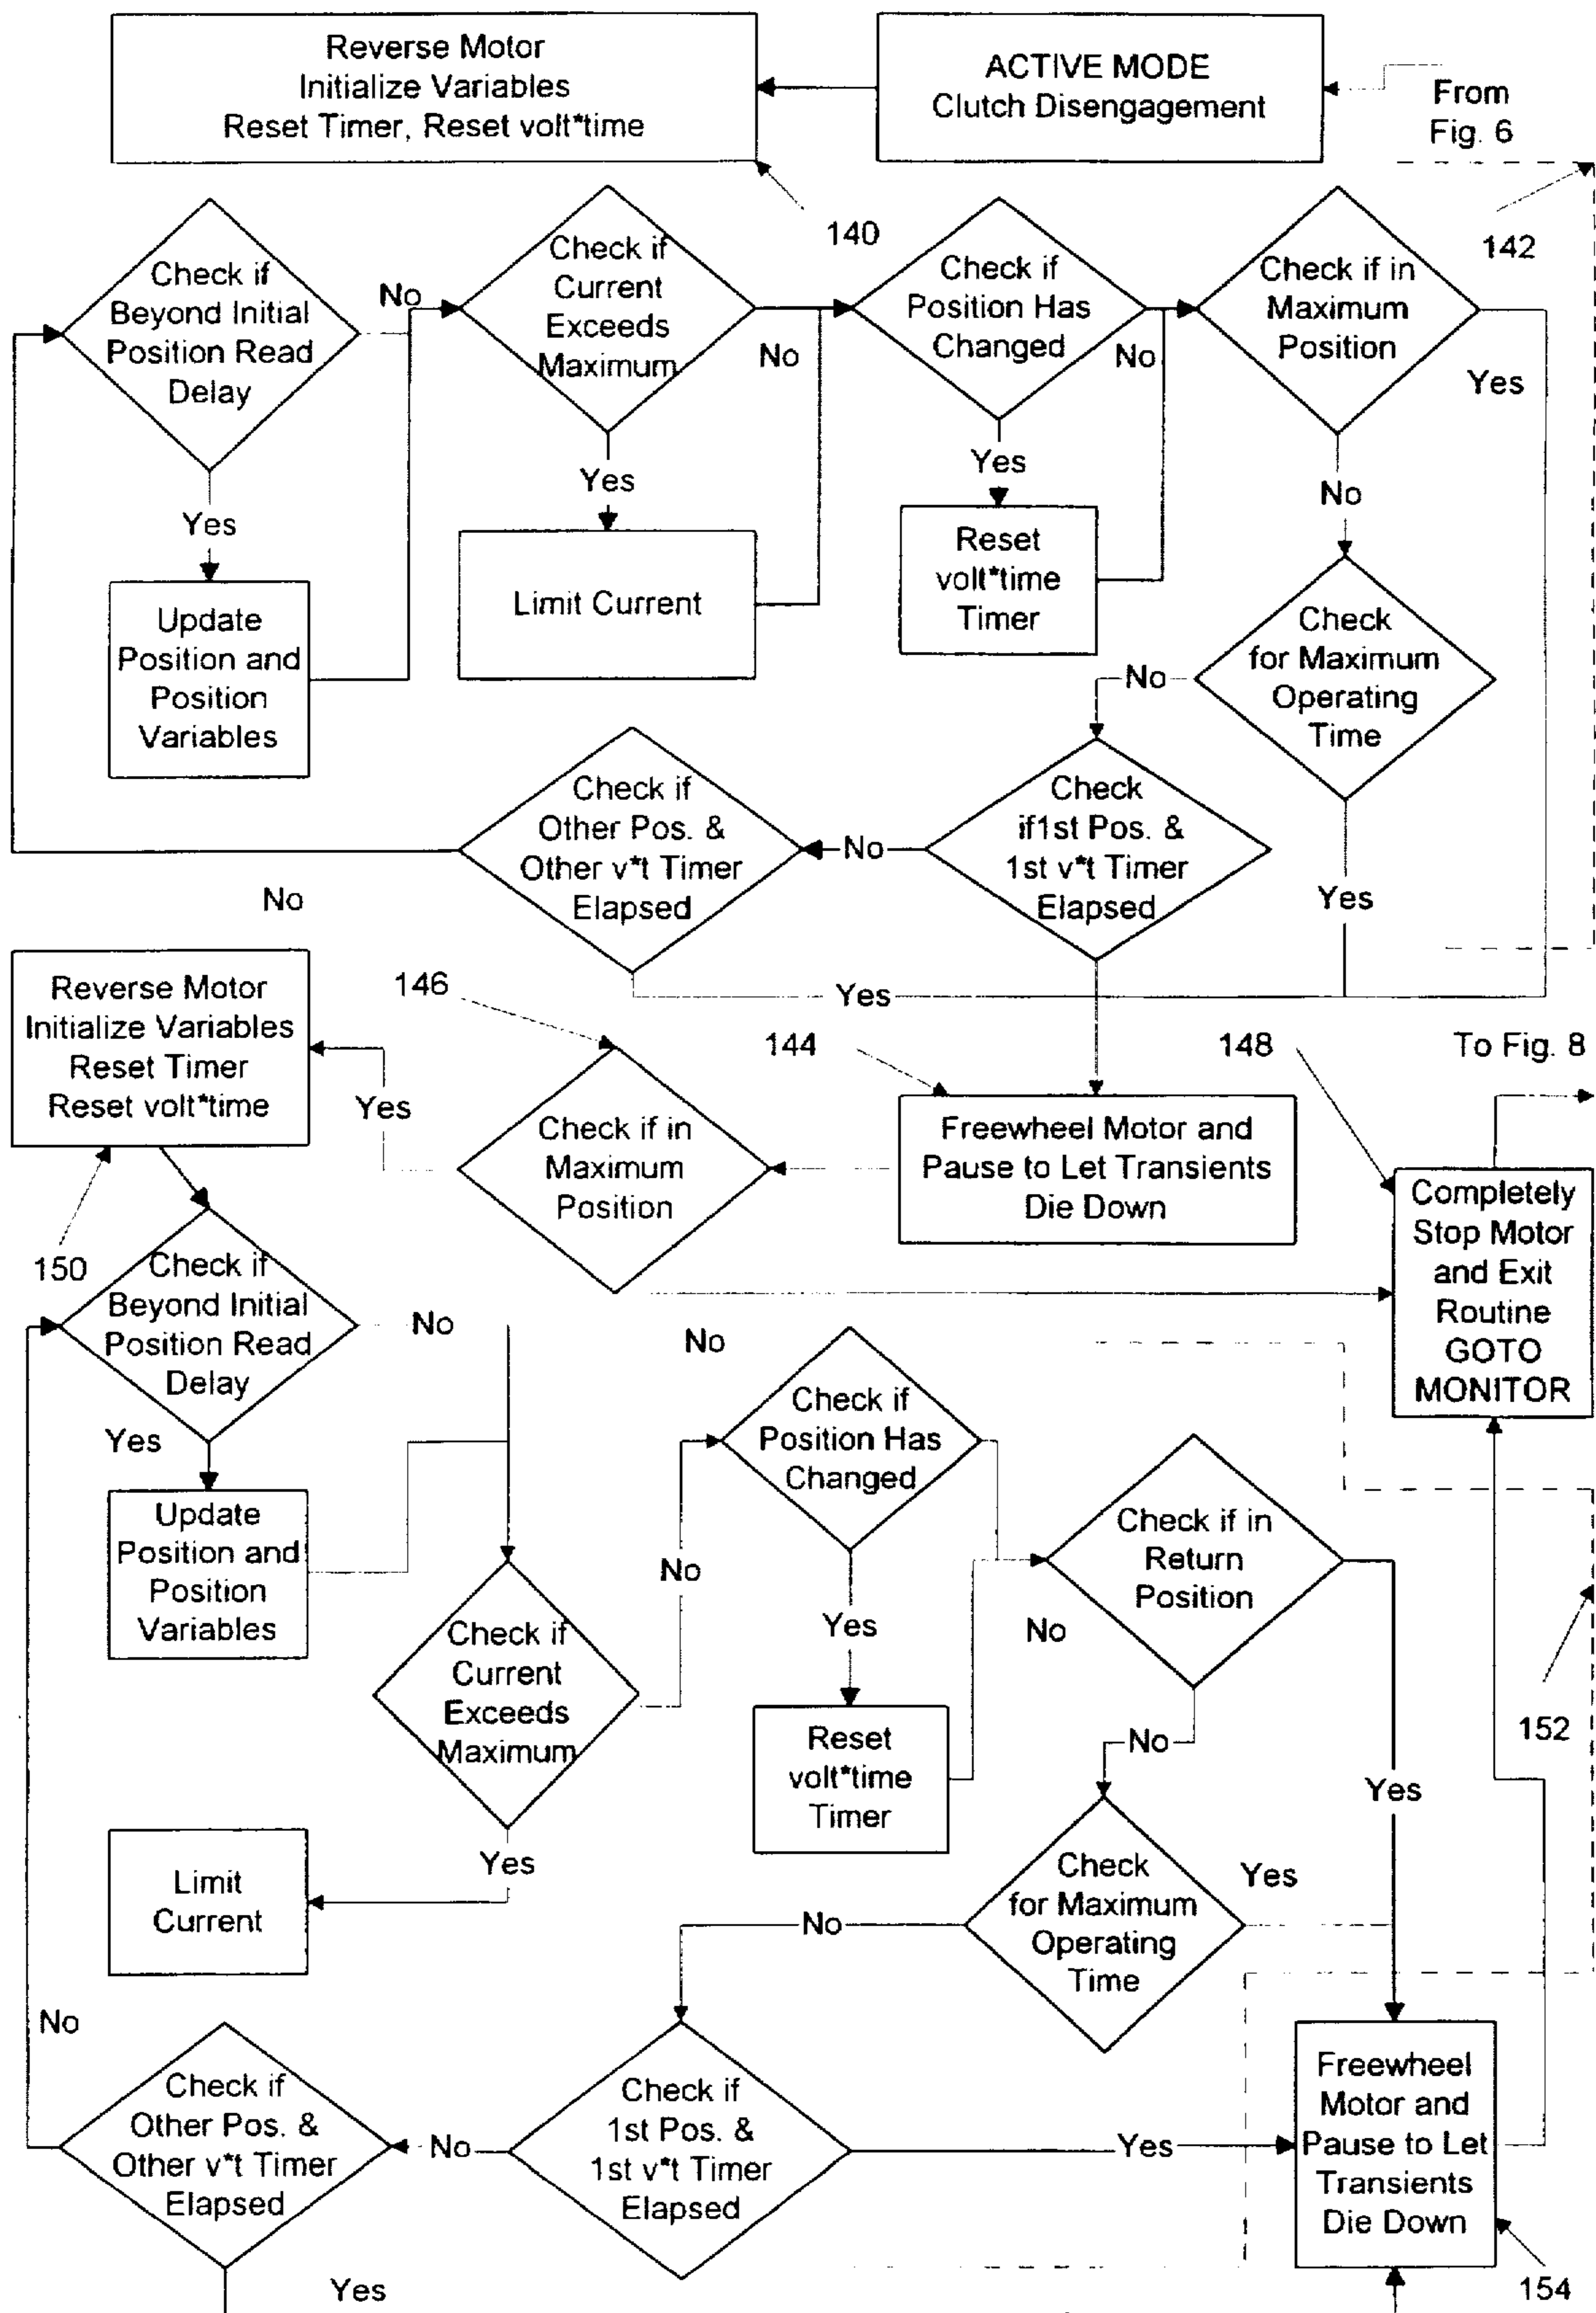 Reverse Motor
Initialize Variables
Reset Timer, Reset volt*time
ACTIVE MODE
Clutch Disengagement
From
Fig. 6
140
142
Check if
Beyond Initial
Position Read
Delay
No
Yes
Update
Position and
Position
Variables
Check if
Current
Exceeds
Maximum
No
Yes
Limit Current
Check if
Position Has
Changed
No
Yes
Reset
volt*time
Timer
Check if in
Maximum
Position
Yes
No
Check
for Maximum
Operating
Time
No
Yes
Check
if1st Pos. &
1st v*t Timer
Elapsed
No
Check if
Other Pos. &
Other v*t Timer
Elapsed
No
Yes
Reverse Motor
Initialize Variables
Reset Timer
Reset volt*time
146
144
148
To Fig. 8
Yes
Check if in
Maximum
Position
Freewheel Motor and
Pause to Let Transients
Die Down
Completely
Stop Motor
and Exit
Routine
GOTO
MONITOR
150
Check if
Beyond Initial
Position Read
Delay
No
No
Yes
Update
Position and
Position
Variables
Check if
Position Has
Changed
No
Yes
No
Check if in
Return
Position
Check if
Current
Exceeds
Maximum
Reset
volt*time
Timer
No
152
Yes
Yes
Limit
Current
Check
for Maximum
Operating
Time
Yes
No
No
Check if
Other Pos. &
Other v*t Timer
Elapsed
No
Check if
1st Pos. &
1st v*t Timer
Elapsed
Yes
Freewheel
Motor and
Pause to Let
Transients
Die Down
Yes
154